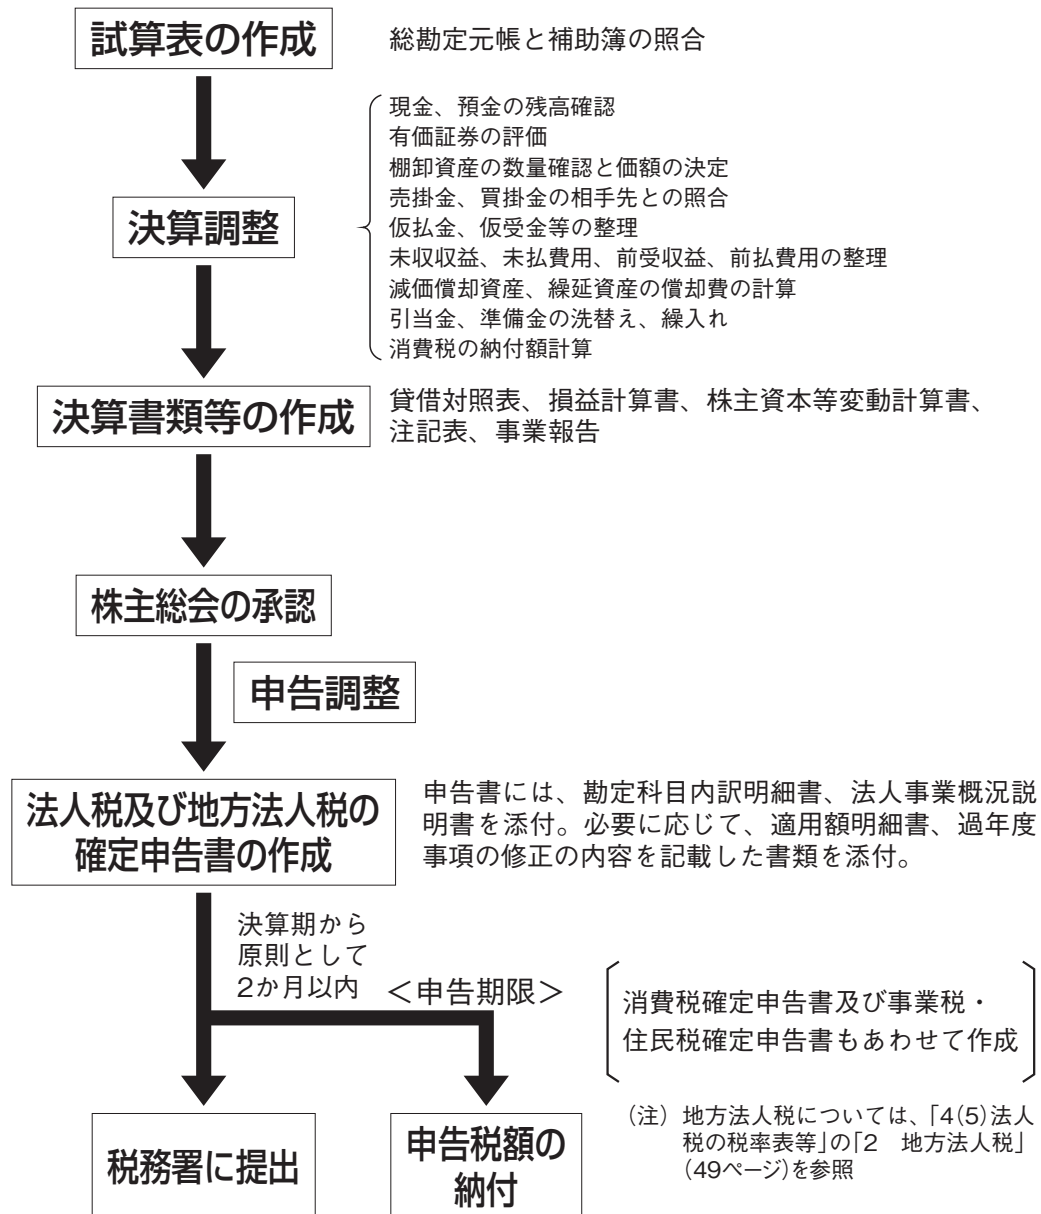 試算表の作成
総勘定元帳と補助簿の照合
現金、預金の残高確認
有価証券の評価
棚卸資産の数量確認と価額の決定
売掛金、買掛金の相手先との照合
仮払金、仮受金等の整理
未収収益、未払費用、前受収益、前払費用の整理
減価償却資産、繰延資産の償却費の計算
引当金、準備金の洗替え、繰入れ
消費税の納付額計算
決算調整
決算書類等の作成
貸借対照表、損益計算書、株主資本等変動計算書、
注記表、事業報告
株主総会の承認
申告調整
法人税及び地方法人税の
確定申告書の作成
申告書には、勘定科目内訳明細書、法人事業概況説
明書を添付。必要に応じて、適用額明細書、過年度
事項の修正の内容を記載した書類を添付。
決算期から
原則として
2か月以内
＜申告期限＞
消費税確定申告書及び事業税・
住民税確定申告書もあわせて作成
税務署に提出
申告税額の
納付
（注）地方法人税については、「4(5)法人
税の税率表等」の「2　地方法人税」
（49ページ）を参照